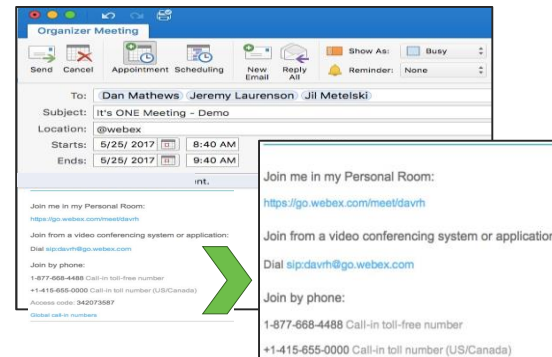 Organizer Meeting
Send Cancel Appointment Scheduling New Email Reply All Show As: Busy
Reminder: None
To: Dan Mathews Jeremy Laurenson Jil Metelski
Subject: It's ONE Meeting - Demo
Location: @webex
Starts: 5/25/ 2017 8:40 AM
Ends: 5/25/ 2017 9:40 AM
ent.
Join me in my Personal Room:
https://go.webex.com/meet/davrh
Join from a video conferencing system or application:
Dial sip:davrh@go.webex.com
Join by phone:
1-877-668-4488 Call-in toll-free number
+1-415-655-0000 Call-in toll number (US/Canada)
Access code: 342073587
Global call-in numbers
Join me in my Personal Room:
https://go.webex.com/meet/davrh
Join from a video conferencing system or application
Dial sip:davrh@go.webex.com
Join by phone:
1-877-668-4488 Call-in toll-free number
+1-415-655-0000 Call-in toll number (US/Canada)